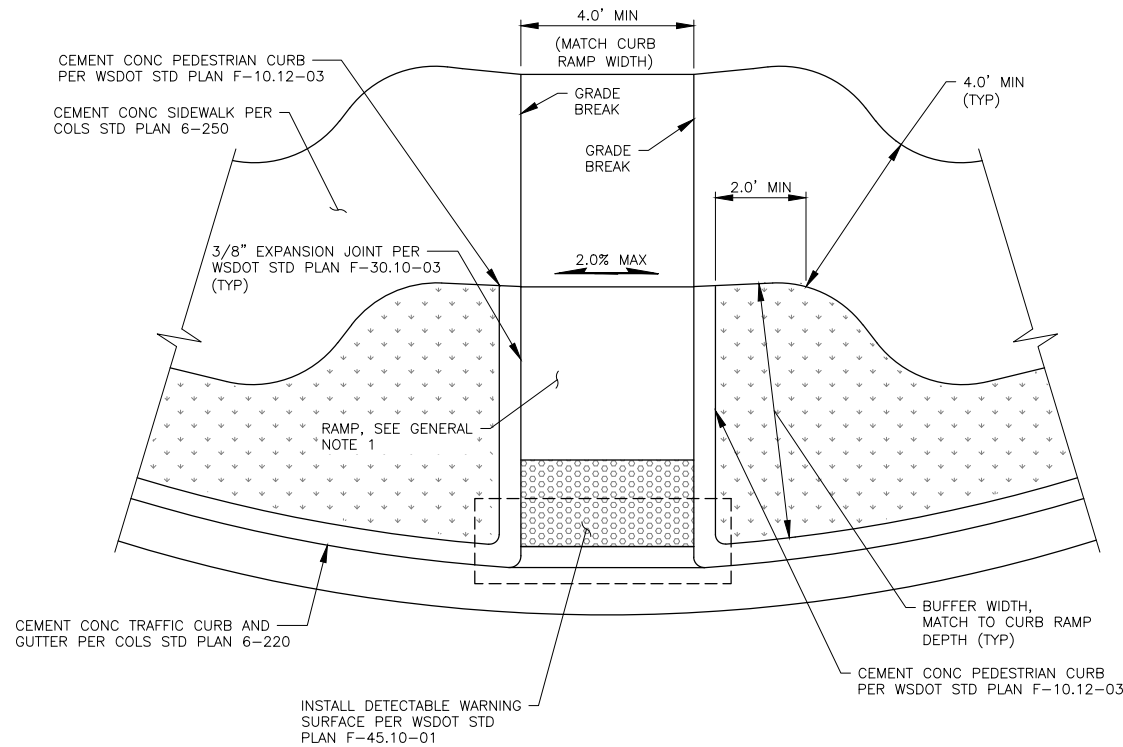 4.0' MIN
(MATCH CURB
RAMP WIDTH)
CEMENT CONC PEDESTRIAN CURB
PER WSDOT STD PLAN F-10.12-03
CEMENT CONC SIDEWALK PER
COLS STD PLAN 6-250
GRADE
BREAK
GRADE
BREAK
4.0' MIN
(TYP)
2.0' MIN
3/8" EXPANSION JOINT PER
WSDOT STD PLAN F-30.10-03
(TYP)
2.0% MAX
RAMP, SEE GENERAL
NOTE 1
CEMENT CONC TRAFFIC CURB AND
GUTTER PER COLS STD PLAN 6-220
BUFFER WIDTH,
MATCH TO CURB RAMP
DEPTH (TYP)
CEMENT CONC PEDESTRIAN CURB
PER WSDOT STD PLAN F-10.12-03
INSTALL DETECTABLE WARNING
SURFACE PER WSDOT STD
PLAN F-45.10-01